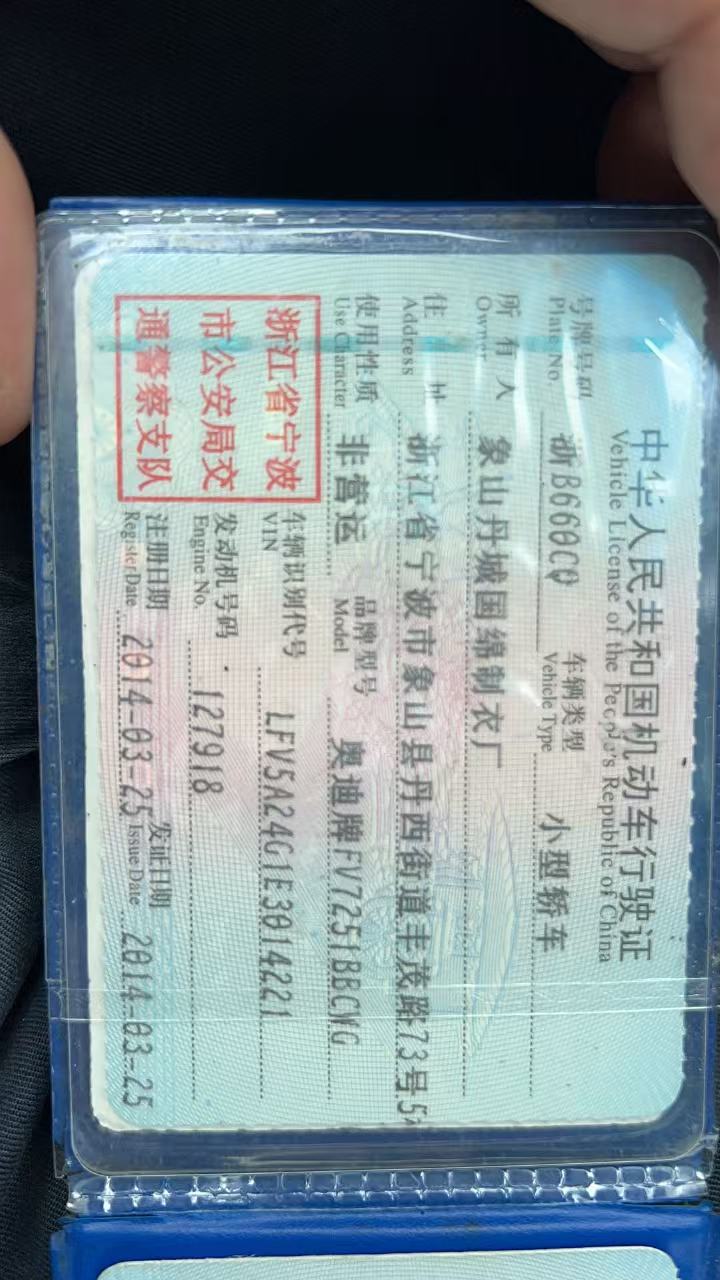 中华人民共和国机动车行驶证
Vehicle License of the People's Republic of China
号牌号码 浙B660CQ 车辆类型 小型轿车
Plate No. Vehicle Type
所有人 象山丹城国绵制衣厂
Owner
住址 浙江省宁波市象山县丹西街道丰茂路73号5
Address
使用性质 非营运 品牌型号 奥迪牌FV7251BBCWG
Use Character Model
浙江省宁波
市公安局交
通警察支队
车辆识别代号 LFV5A24G1E3014221
VIN
发动机号码 127918
Engine No.
注册日期 2014-03-25 发证日期 2014-03-25
Register Date Issue Date